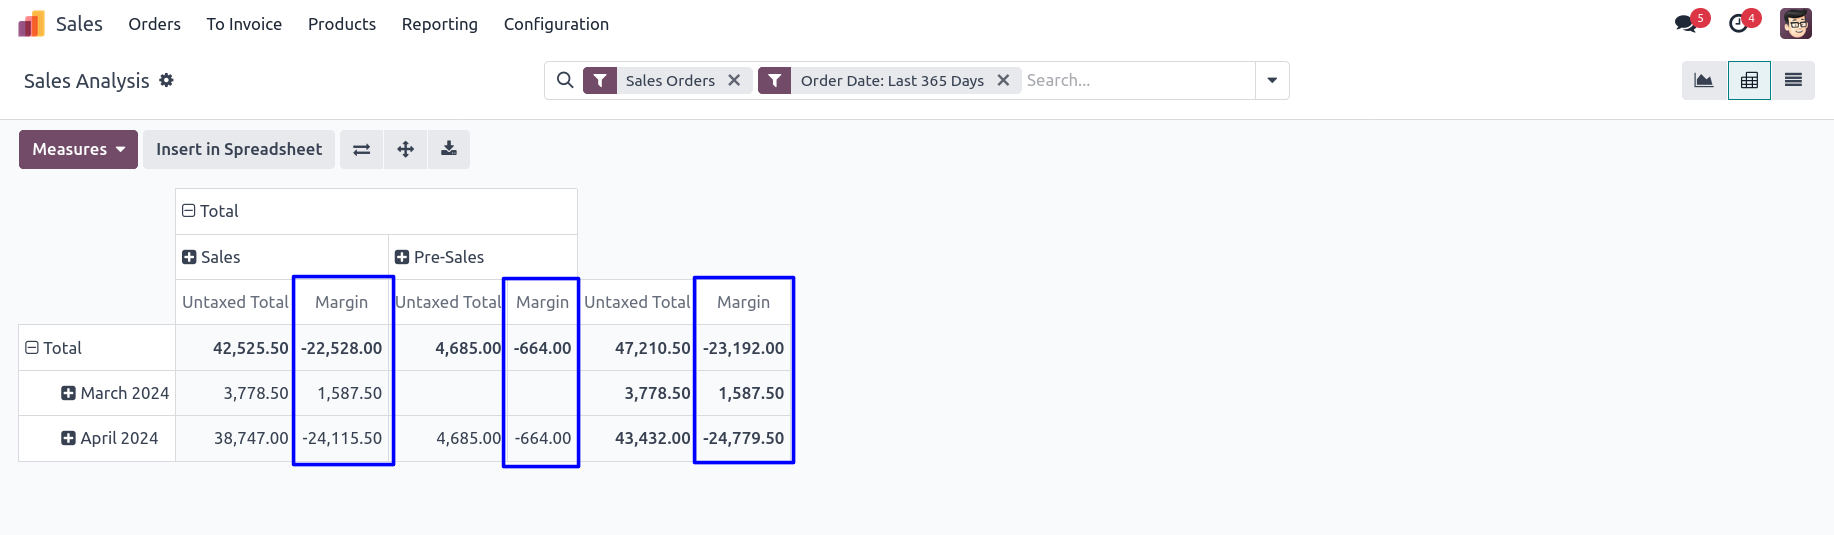 Sales Orders To Invoice Products Reporting Configuration 5 4
Sales Analysis Sales Orders Order Date: Last 365 Days Search...
Measures Insert in Spreadsheet
Total
Sales Pre-Sales
Untaxed Total Margin Untaxed Total Margin Untaxed Total Margin
Total 42,525.50 -22,528.00 4,685.00 -664.00 47,210.50 -23,192.00
March 2024 3,778.50 1,587.50 3,778.50 1,587.50
April 2024 38,747.00 -24,115.50 4,685.00 -664.00 43,432.00 -24,779.50